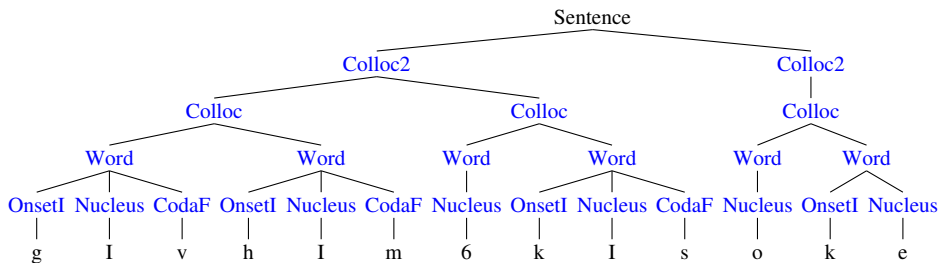 Sentence
Colloc2 Colloc2
Colloc Colloc Colloc
Word Word Word Word Word Word
OnsetI Nucleus CodaF OnsetI Nucleus CodaF Nucleus OnsetI Nucleus CodaF Nucleus OnsetI Nucleus
g I v h I m 6 k I s o k e